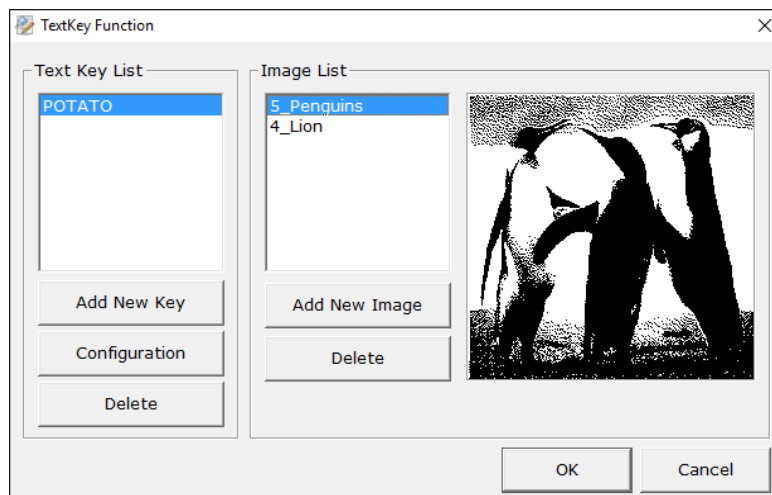 TextKey Function
Text Key List
POTATO
Add New Key
Configuration
Delete
Image List
5_Penguins
4_Lion
Add New Image
Delete
OK
Cancel